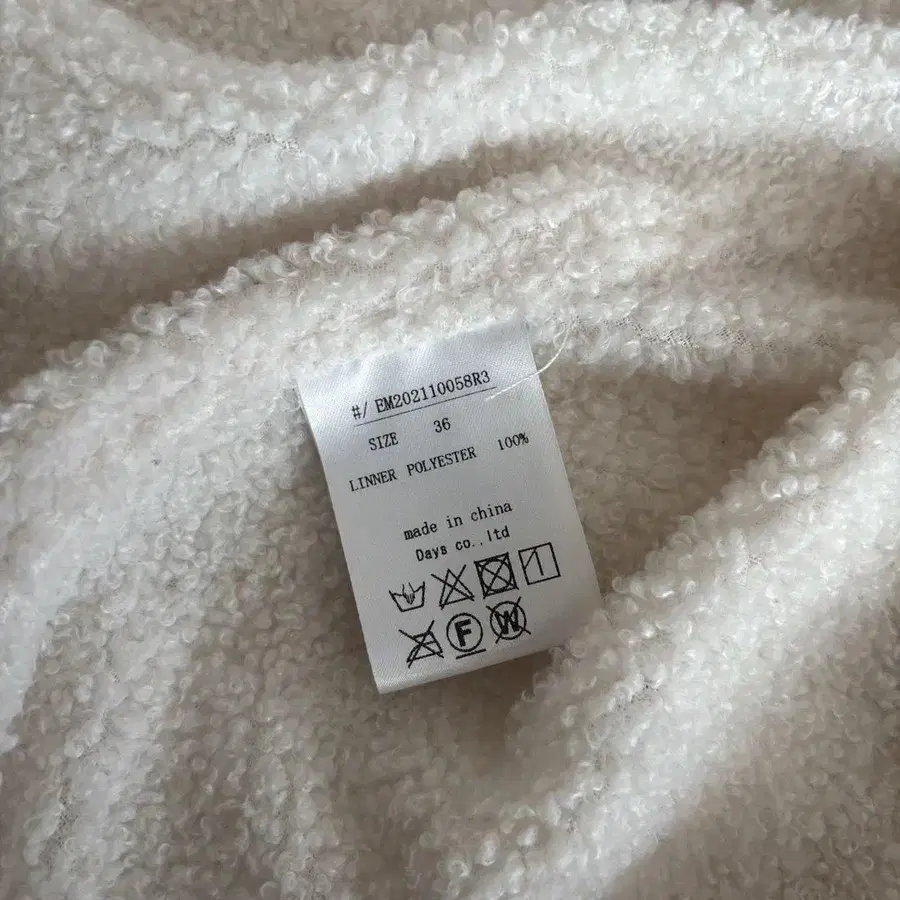 #/ EM202110058R3
SIZE 36
LINNER POLYESTER 100%
made in china
Days co.,ltd
F W